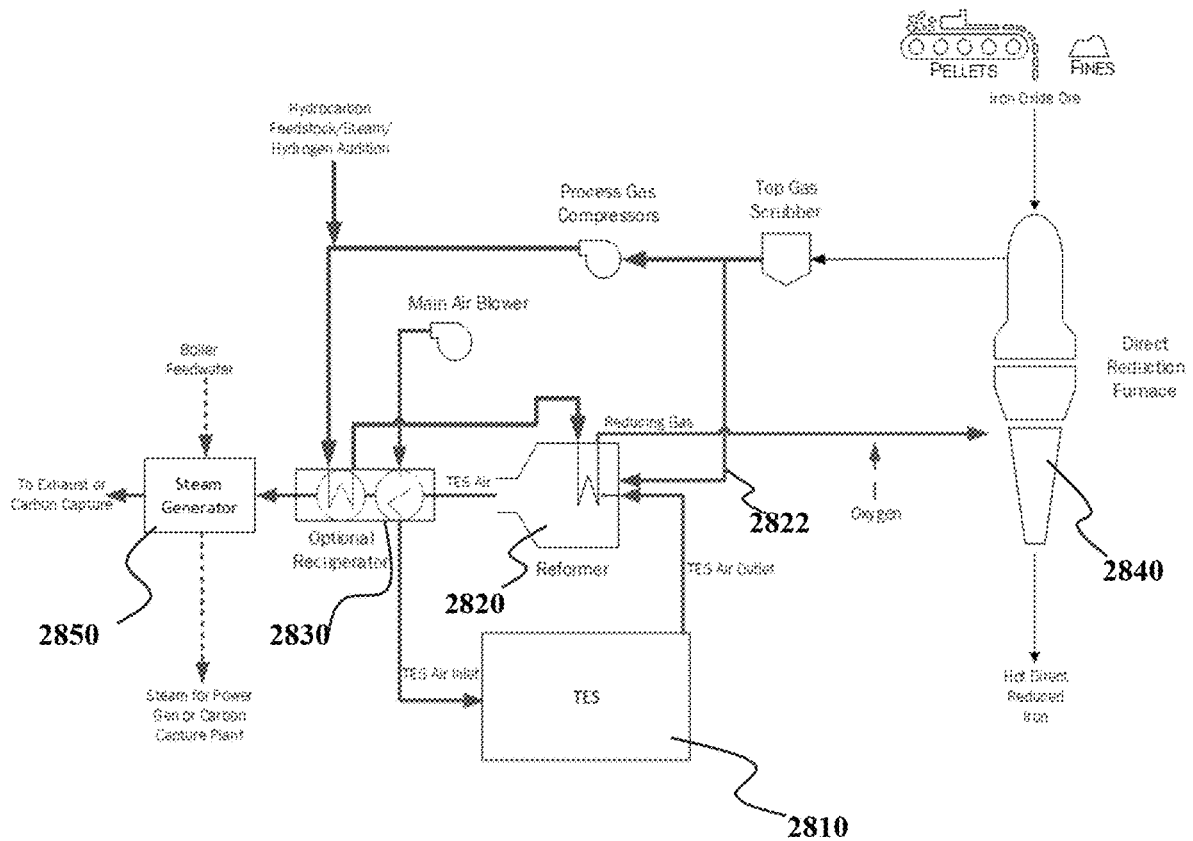 PELLETS
FINES
Iron Oxide Ore
Hydrocarbon
Feedstock/Steam/
Hydrogen Audition
Process Gas
Compressors
Top Gas
Scrubber
Main Air Blower
Boiler
Feedwater
Direct
Reduction
Furnace
Reducing Gas
To Exhaust or
Carbon Capture
Steam
Generator
TES Air
2822
Oxygen
Optional
Recuperator
Reformer
TES Air Outlet
2840
2820
2850
2830
TES Air Inlet
TES
Steam for Power
Gen or Carbon
Capture Plant
Hot Direct
Reduced
Iron
2810